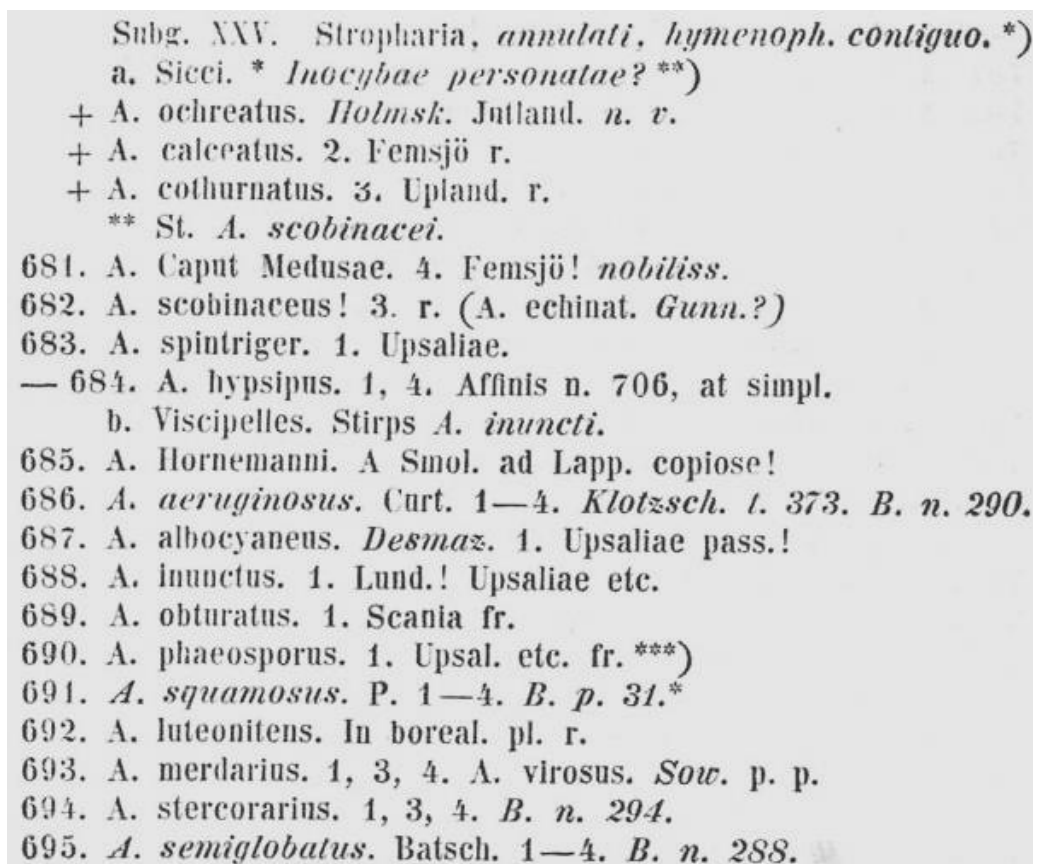 Subg. XXV. Stropharia, annulati, hymenoph. contiguo. *)
a. Sicci. * Inocybae personatae? **)
+ A. ochreatus. Holmsk. Jutland. n. v.
+ A. calceatus. 2. Femsjö r.
+ A. cothurnatus. 3. Upland. r.
** St. A. scobinacei.
681. A. Caput Medusae. 4. Femsjö! nobiliss.
682. A. scobinaceus! 3. r. (A. echinat. Gunn.?)
683. A. spintriger. 1. Upsaliae.
— 684. A. hypsipus. 1, 4. Affinis n. 706, at simpl.
b. Viscipelles. Stirps A. inuncti.
685. A. Hornemanni. A Smol. ad Lapp. copiose!
686. A. aeruginosus. Curt. 1—4. Klotzsch. t. 373. B. n. 290.
687. A. albocyaneus. Desmaz. 1. Upsaliae pass.!
688. A. inunctus. 1. Lund.! Upsaliae etc.
689. A. obturatus. 1. Scania fr.
690. A. phaeosporus. 1. Upsal. etc. fr. ***)
691. A. squamosus. P. 1—4. B. p. 31.*
692. A. luteonitens. In boreal. pl. r.
693. A. merdarius. 1, 3, 4. A. virosus. Sow. p. p.
694. A. stercorarius. 1, 3, 4. B. n. 294.
695. A. semiglobatus. Batsch. 1—4. B. n. 288.